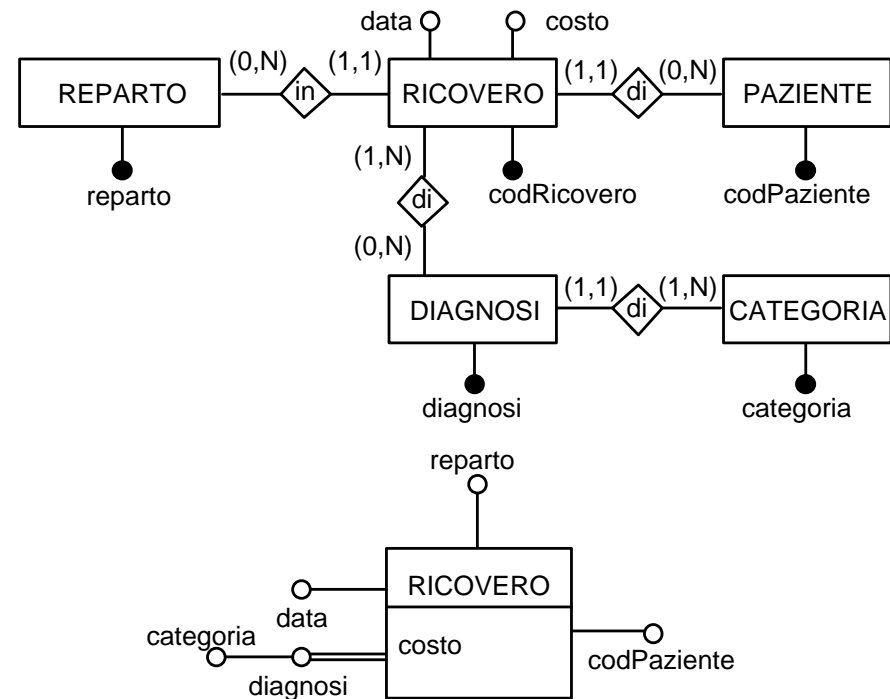 data costo
(0,N) (1,1) (1,1) (0,N)
REPARTO in RICOVERO di PAZIENTE
(1,N)
reparto codRicovero codPaziente
di
(0,N)
(1,1) (1,N)
DIAGNOSI di CATEGORIA
diagnosi categoria
reparto
RICOVERO
data
categoria costo
codPaziente
diagnosi